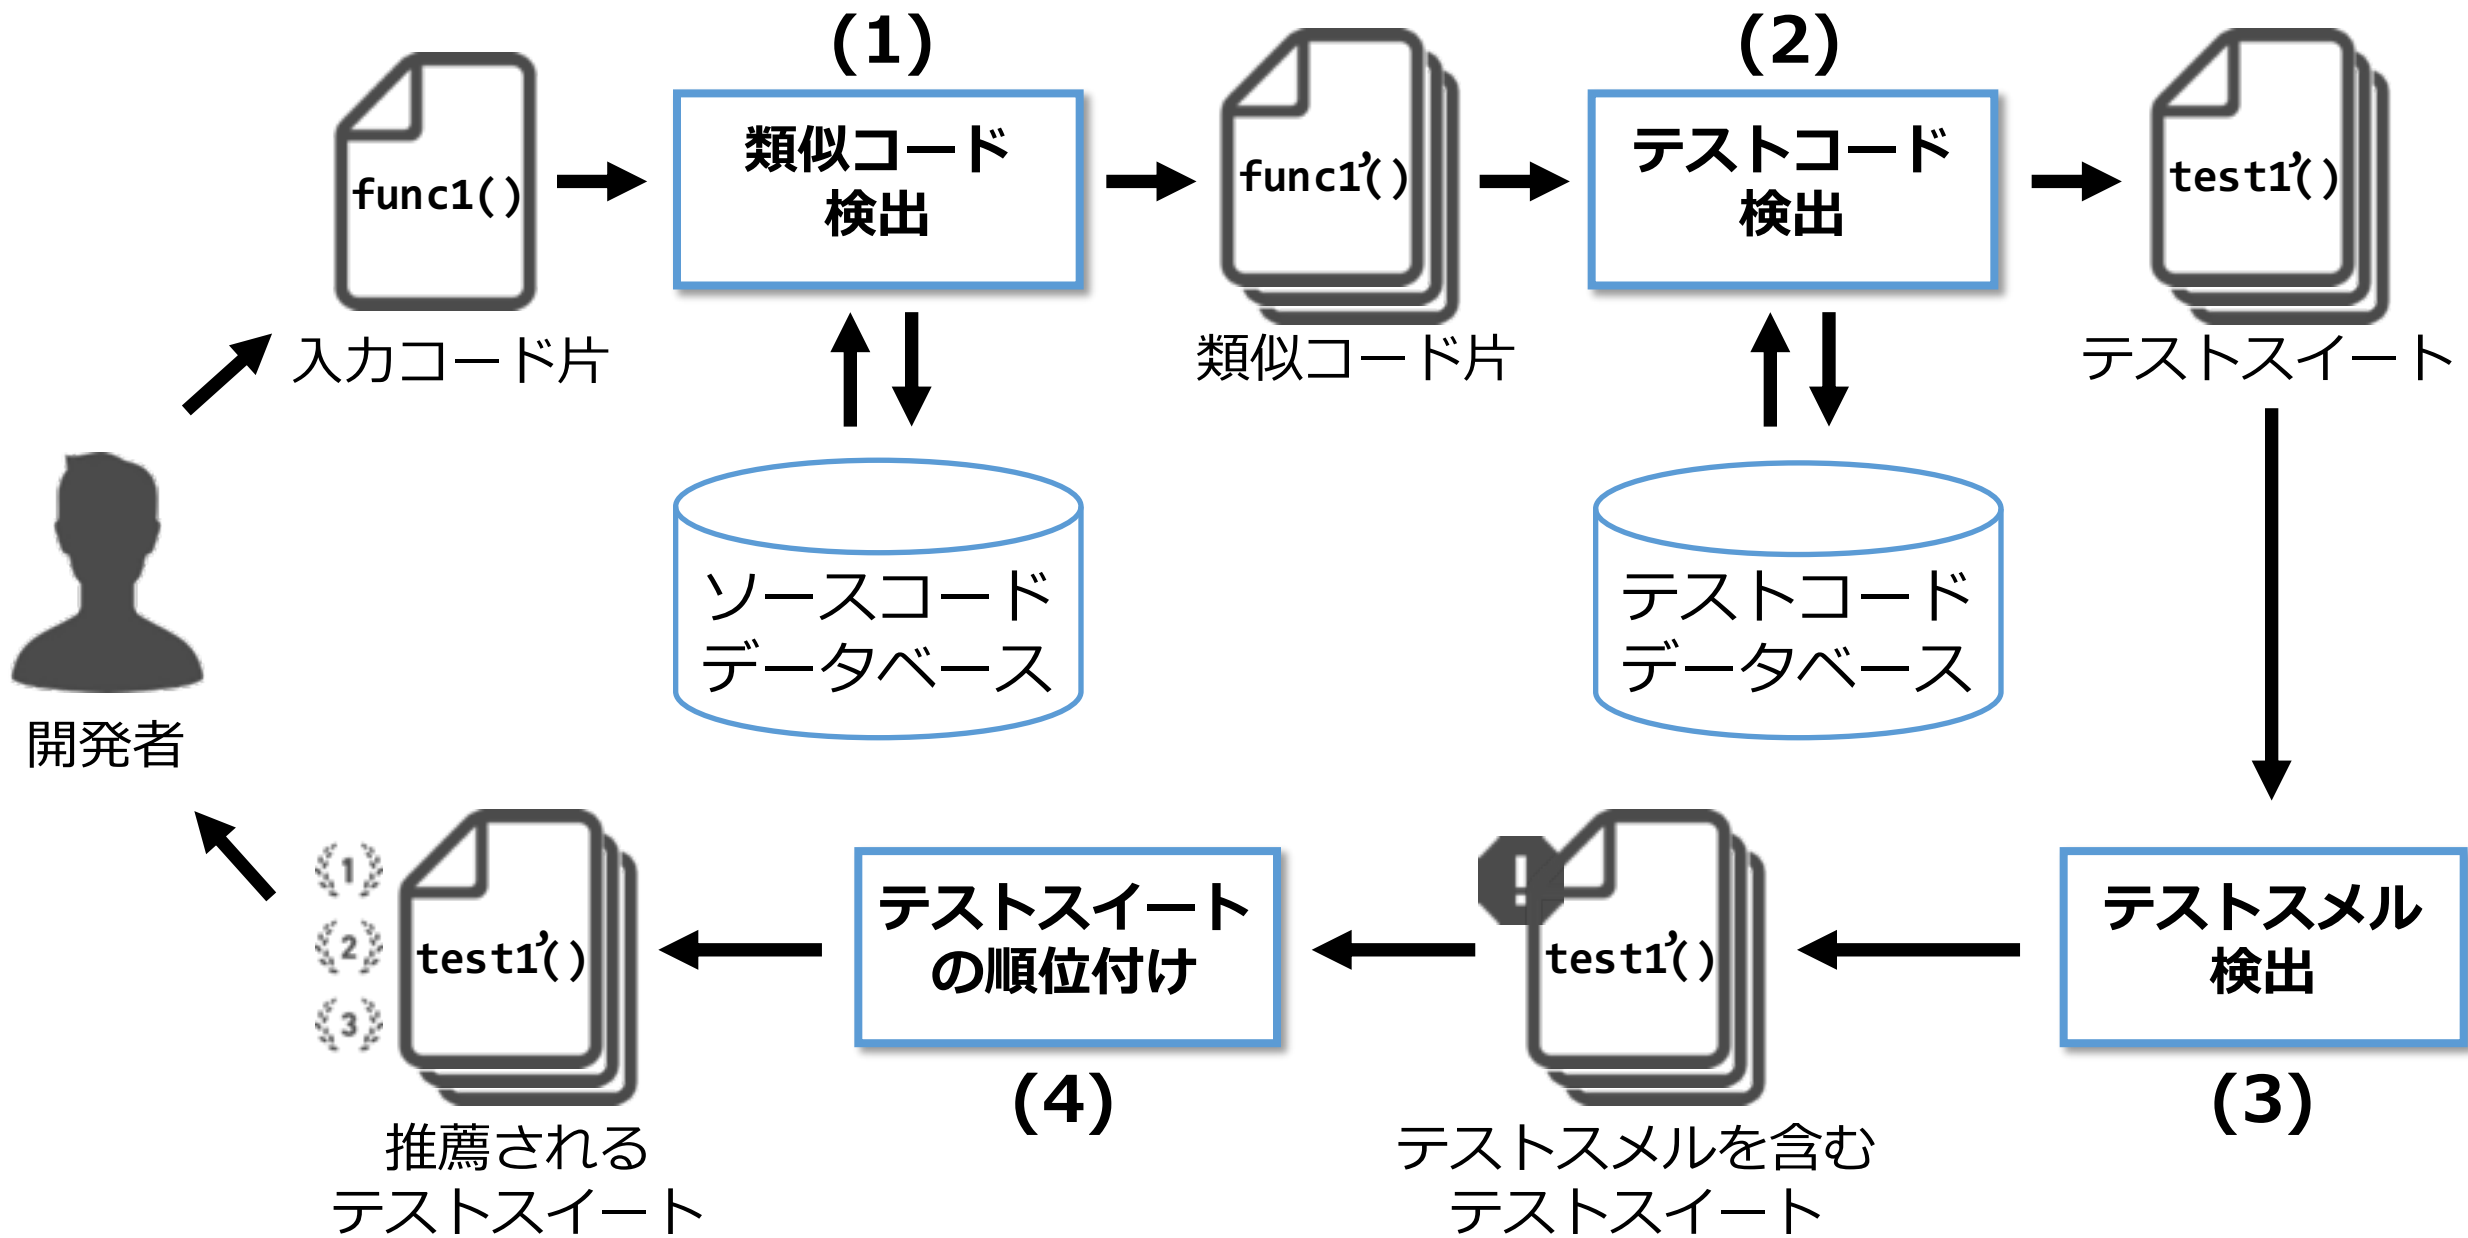 (1)
類似コード
検出
(2)
テストコード
検出
func1()
入力コード片
func1’()
類似コード片
test1’()
テストスイート
ソースコード
データベース
テストコード
データベース
開発者
テストスメル
検出
(3)
test1’()
テストスメルを含む
テストスイート
テストスイート
の順位付け
(4)
1
2
3
test1’()
推薦される
テストスイート